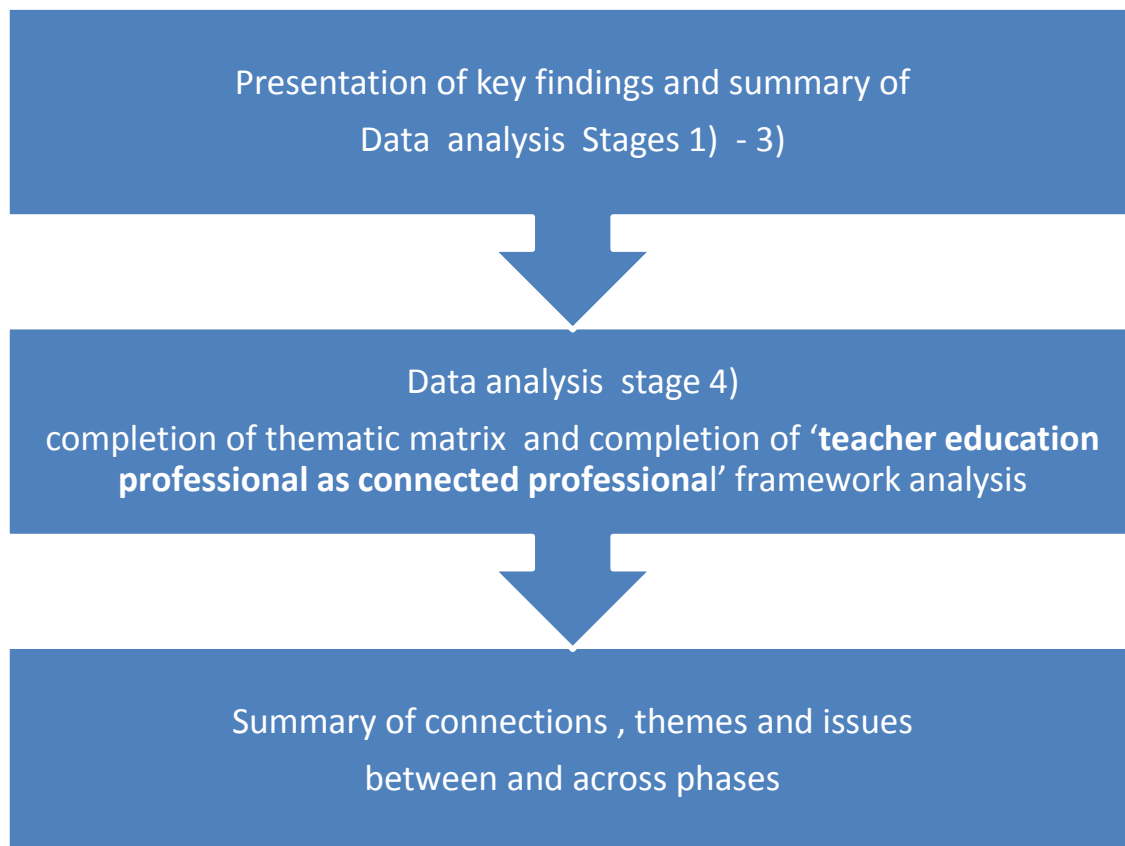 Presentation of key findings and summary of
Data analysis Stages 1) - 3)
Data analysis stage 4)
completion of thematic matrix and completion of ‘teacher education
professional as connected professional’ framework analysis
Summary of connections , themes and issues
between and across phases